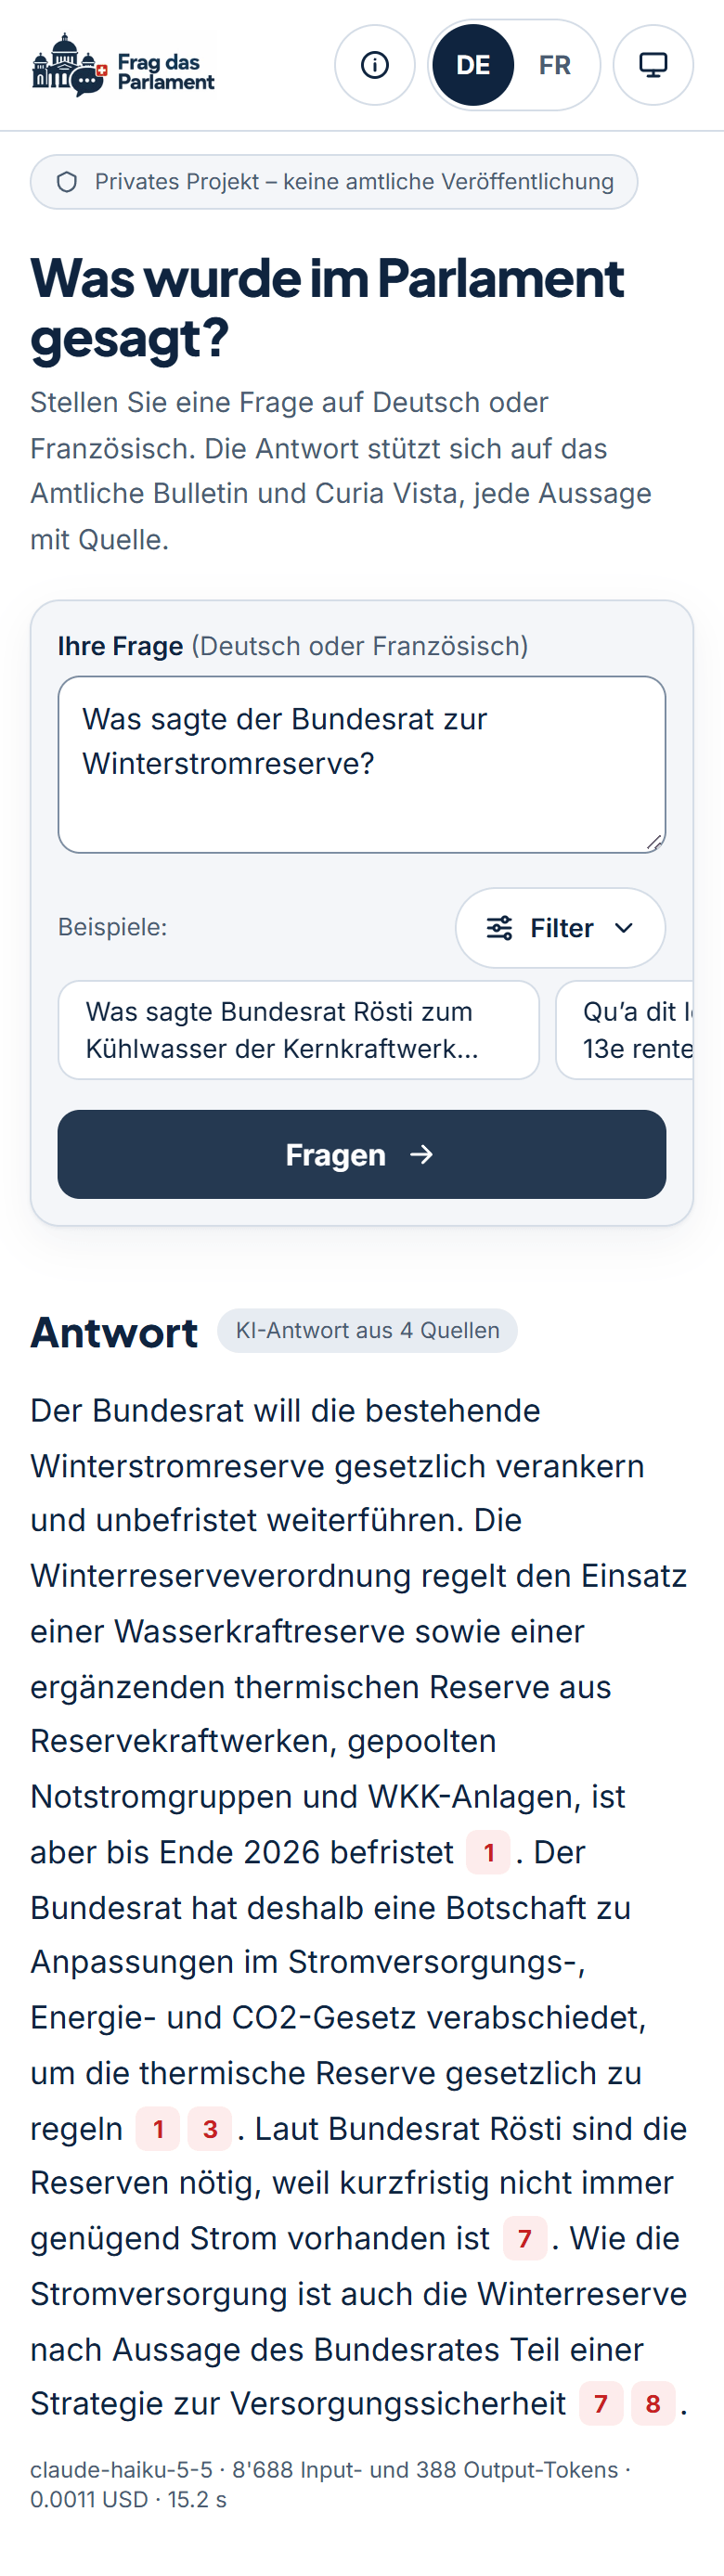 Frag das
Parlament
DE
FR
Privates Projekt – keine amtliche Veröffentlichung
Was wurde im Parlament
gesagt?
Stellen Sie eine Frage auf Deutsch oder
Französisch. Die Antwort stützt sich auf das
Amtliche Bulletin und Curia Vista, jede Aussage
mit Quelle.
Ihre Frage (Deutsch oder Französisch)
Was sagte der Bundesrat zur
Winterstromreserve?
Beispiele:
Filter
Was sagte Bundesrat Rösti zum
Kühlwasser der Kernkraftwerk…
Qu’a dit
13e rente
Fragen →
Antwort
KI-Antwort aus 4 Quellen
Der Bundesrat will die bestehende
Winterstromreserve gesetzlich verankern
und unbefristet weiterführen. Die
Winterreserveverordnung regelt den Einsatz
einer Wasserkraftreserve sowie einer
ergänzenden thermischen Reserve aus
Reservekraftwerken, gepoolten
Notstromgruppen und WKK-Anlagen, ist
aber bis Ende 2026 befristet 1. Der
Bundesrat hat deshalb eine Botschaft zu
Anpassungen im Stromversorgungs-,
Energie- und CO2-Gesetz verabschiedet,
um die thermische Reserve gesetzlich zu
regeln 1 3. Laut Bundesrat Rösti sind die
Reserven nötig, weil kurzfristig nicht immer
genügend Strom vorhanden ist 7. Wie die
Stromversorgung ist auch die Winterreserve
nach Aussage des Bundesrates Teil einer
Strategie zur Versorgungssicherheit 7 8.
claude-haiku-5-5 · 8'688 Input- und 388 Output-Tokens ·
0.0011 USD · 15.2 s